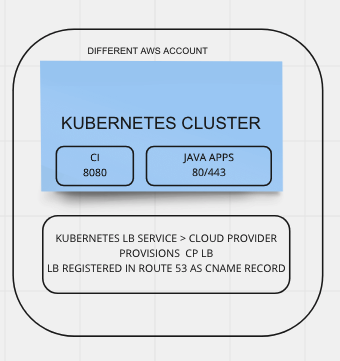 DIFFERENT AWS ACCOUNT
KUBERNETES CLUSTER
CI
8080
JAVA APPS
80/443
KUBERNETES LB SERVICE > CLOUD PROVIDER
PROVISIONS CP LB
LB REGISTERED IN ROUTE 53 AS CNAME RECORD